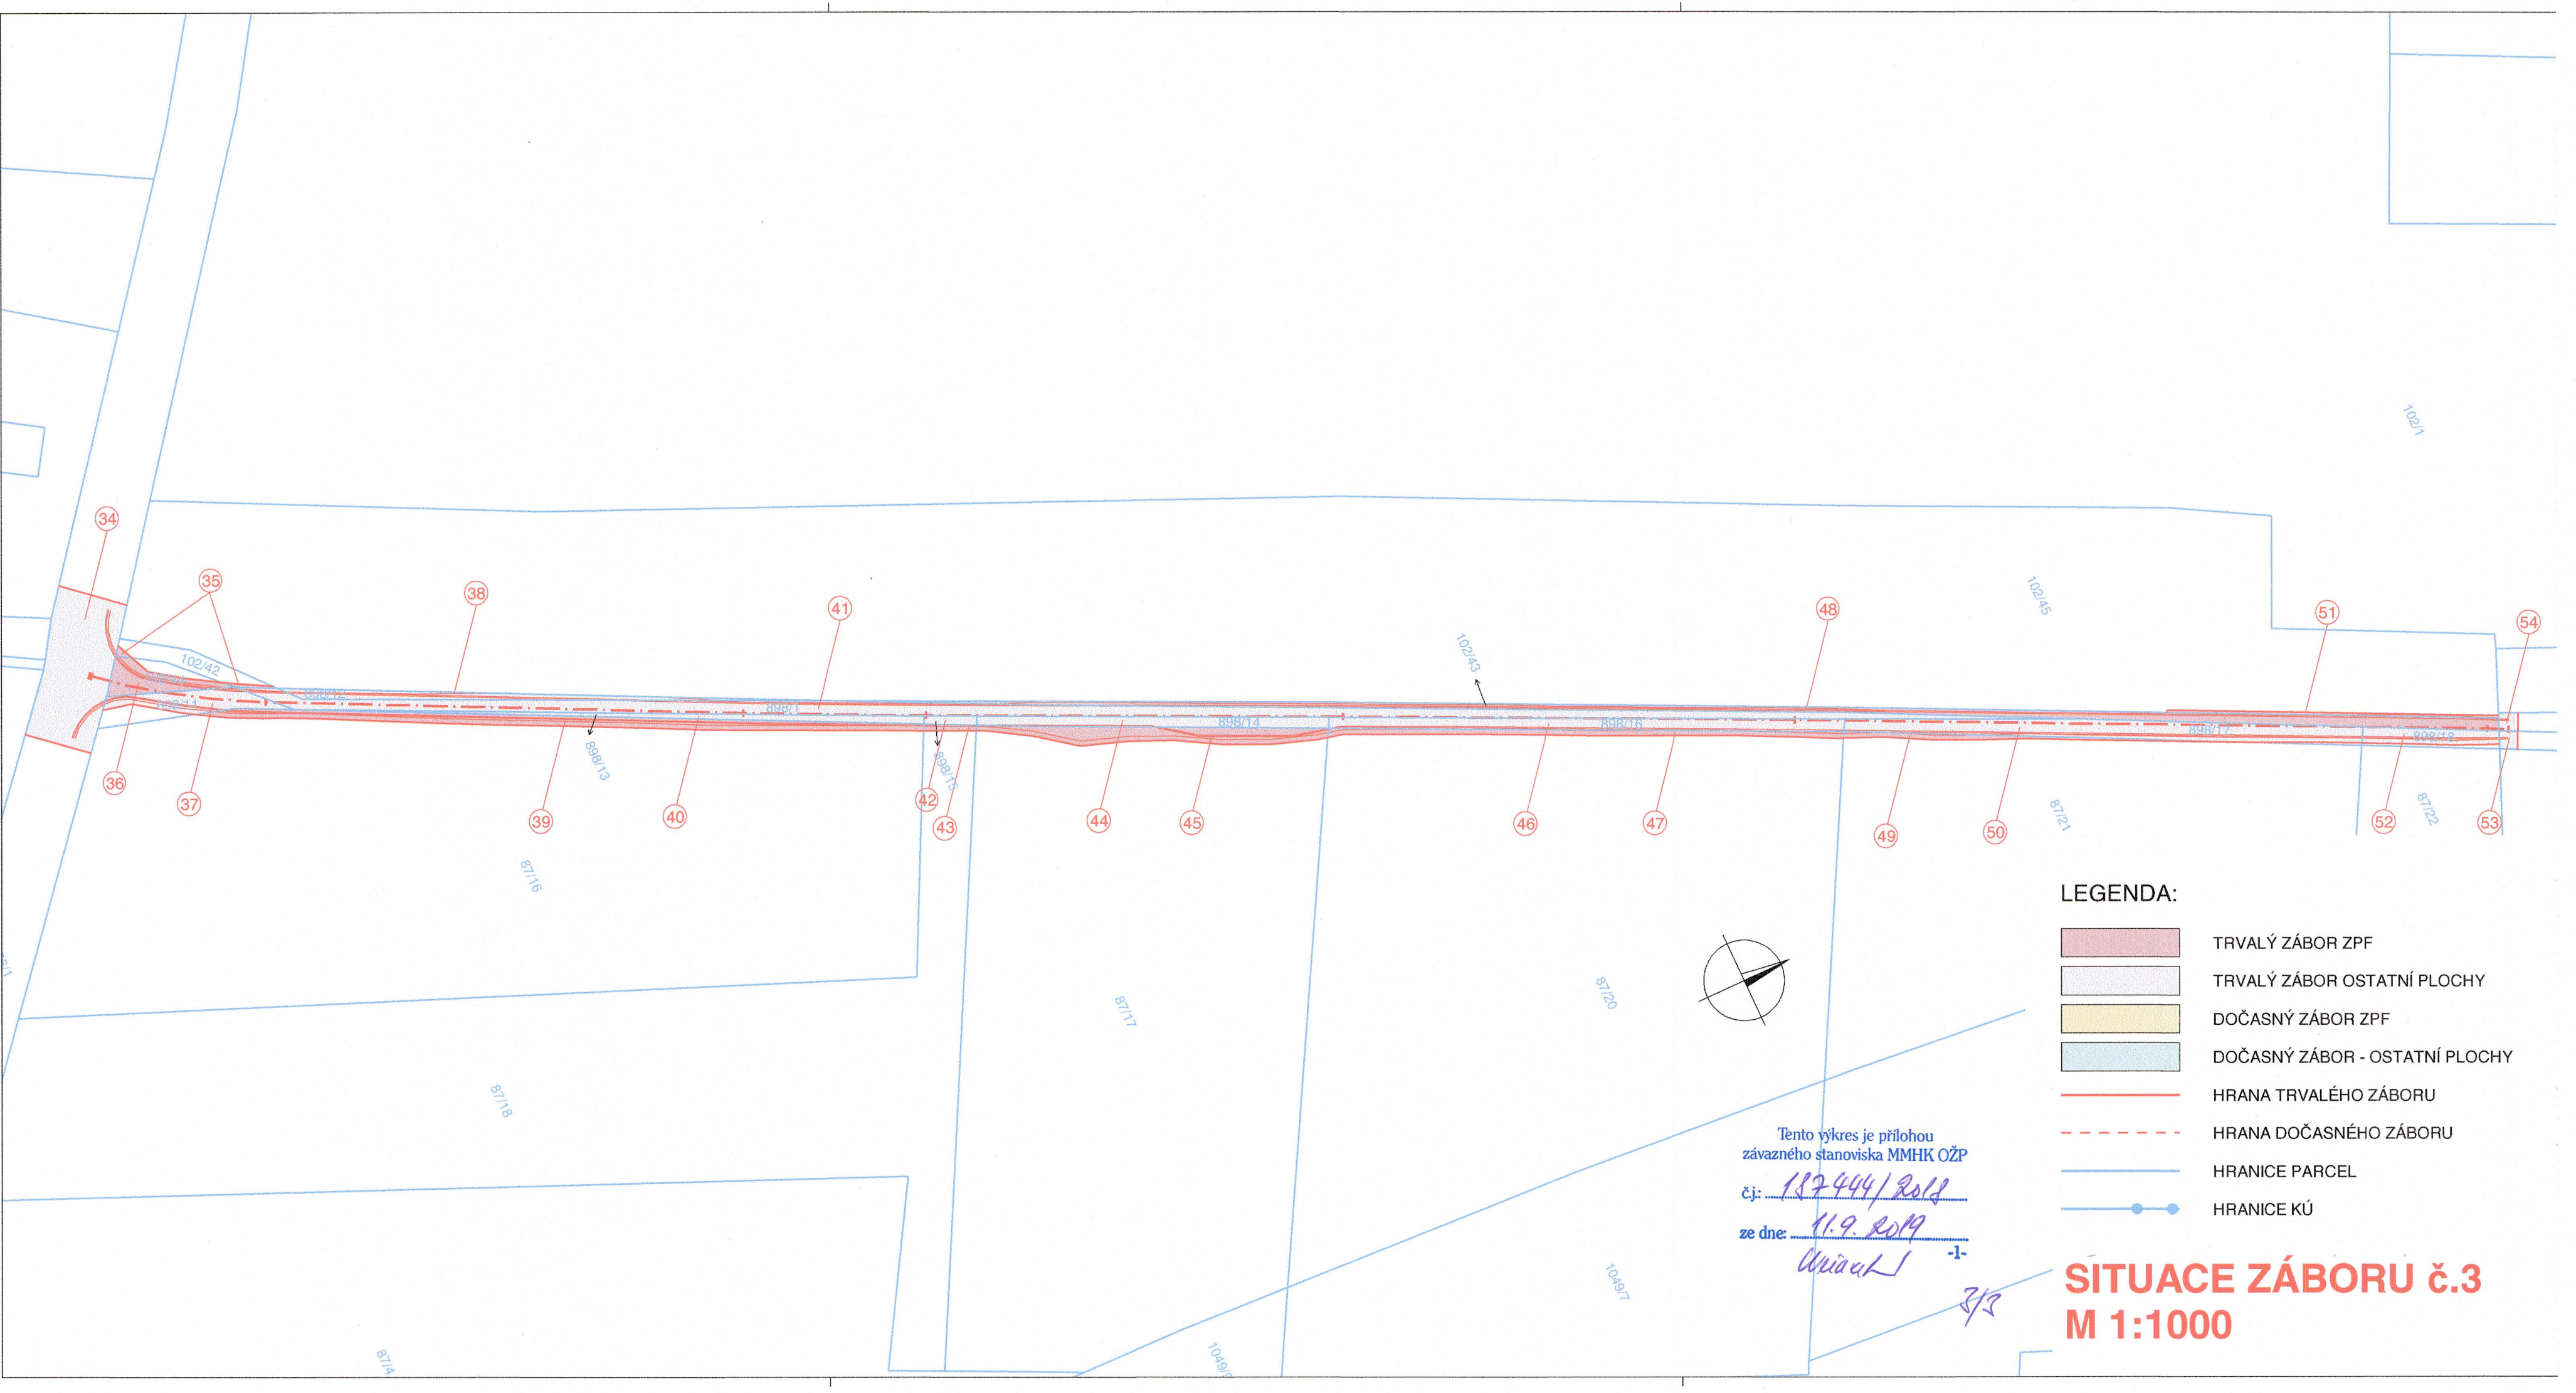 102/1
34
35
38
41
48
102/45
51
54
102/43
102/42
898/12
898/1
898/14
898/16
898/17
898/18
36
37
39
898/13
40
42
898/15
43
44
45
46
47
49
50
87/21
52
87/22
53
87/16
87/17
87/20
87/18
1049/7
87/4
LEGENDA:
TRVALÝ ZÁBOR ZPF
TRVALÝ ZÁBOR OSTATNÍ PLOCHY
DOČASNÝ ZÁBOR ZPF
DOČASNÝ ZÁBOR - OSTATNÍ PLOCHY
HRANA TRVALÉHO ZÁBORU
HRANA DOČASNÉHO ZÁBORU
HRANICE PARCEL
HRANICE KÚ
Tento výkres je přílohou
závazného stanoviska MMHK OŽP
č.j.: 187444/2018
ze dne: 11.9.2019
-1-
3/3
SITUACE ZÁBORU č.3
M 1:1000